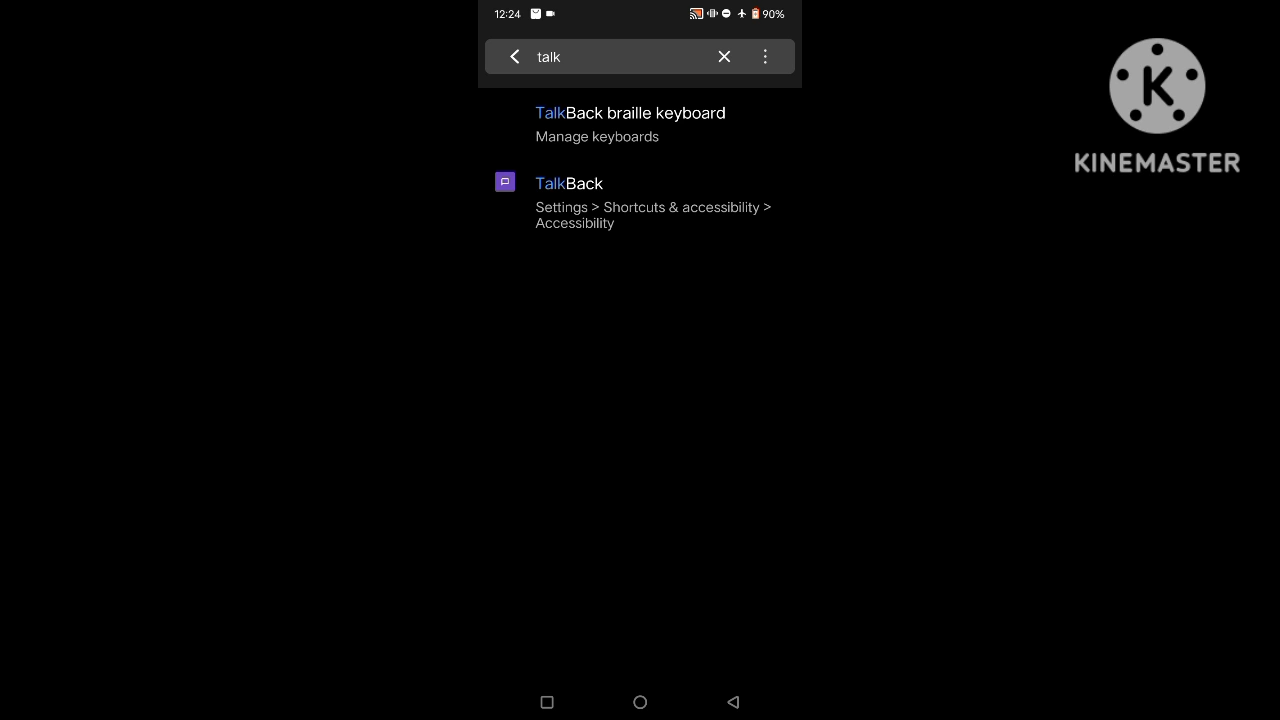 12:24
90%
talk
TalkBack braille keyboard
Manage keyboards
TalkBack
Settings > Shortcuts & accessibility >
Accessibility
K
KINEMASTER